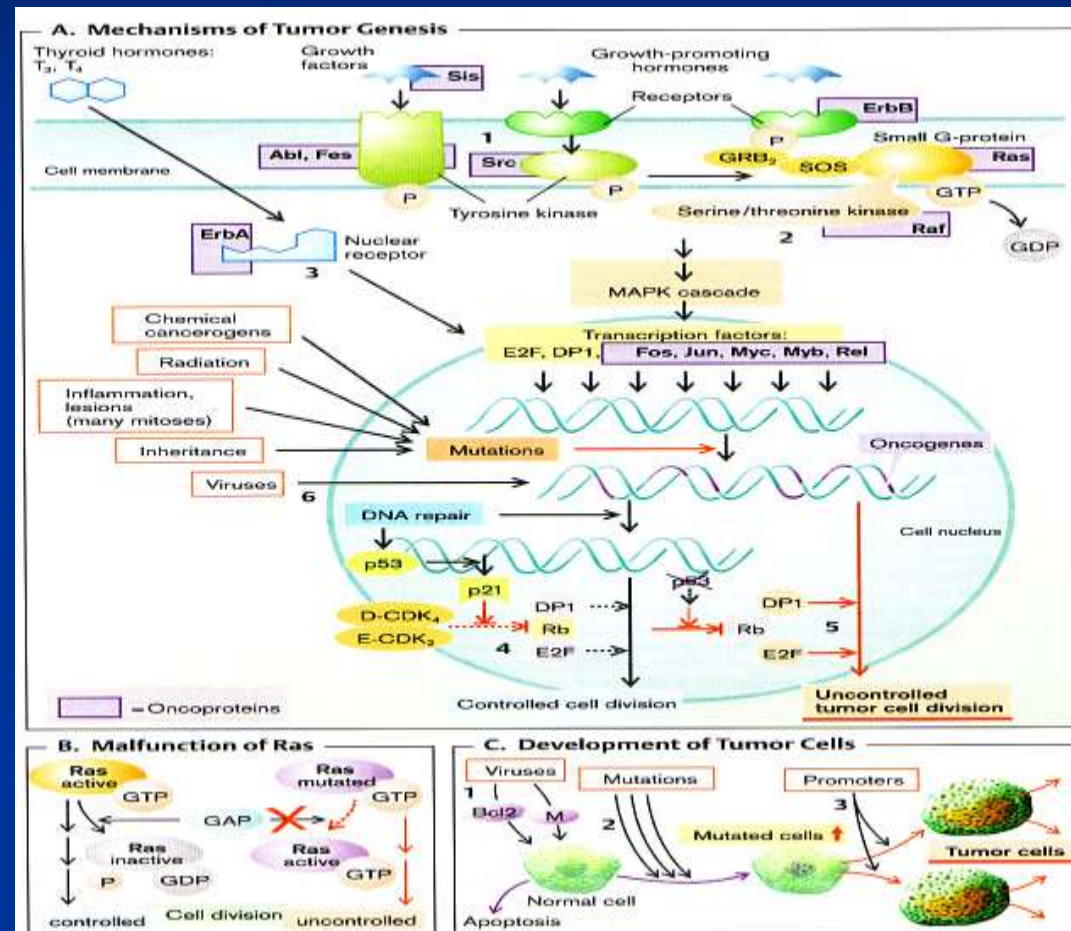 A. Mechanisms of Tumor Genesis
Thyroid hormones:
T3, T4
Growth
factors
Sis
Growth-promoting
hormones
Receptors
ErbB
1
Small G-protein
Abl, Fes
Src
GRB2
SOS
Ras
P
Cell membrane
P
P
GTP
Tyrosine kinase
Serine/threonine kinase
2
Raf
GDP
ErbA
Nuclear
receptor
3
MAPK cascade
Chemical
cancerogens
Transcription factors:
E2F, DP1, Fos, Jun, Myc, Myb, Rel
Radiation
Inflammation,
lesions
(many mitoses)
Inheritance
Mutations
Oncogenes
Viruses
6
DNA repair
Cell nucleus
p53
p21
p53
D-CDK4
E-CDK2
DP1
Rb
E2F
4
Rb
DP1
5
E2F
Controlled cell division
Uncontrolled
tumor cell division
=Oncoproteins
B. Malfunction of Ras
Ras
active
GTP
Ras
mutated
GTP
GAP
Ras
inactive
P
GDP
Ras
active
GTP
controlled
Cell division
uncontrolled
C. Development of Tumor Cells
Viruses
Mutations
Promoters
1
Bcl2
M
2
3
Mutated cells
Tumor cells
Normal cell
Apoptosis